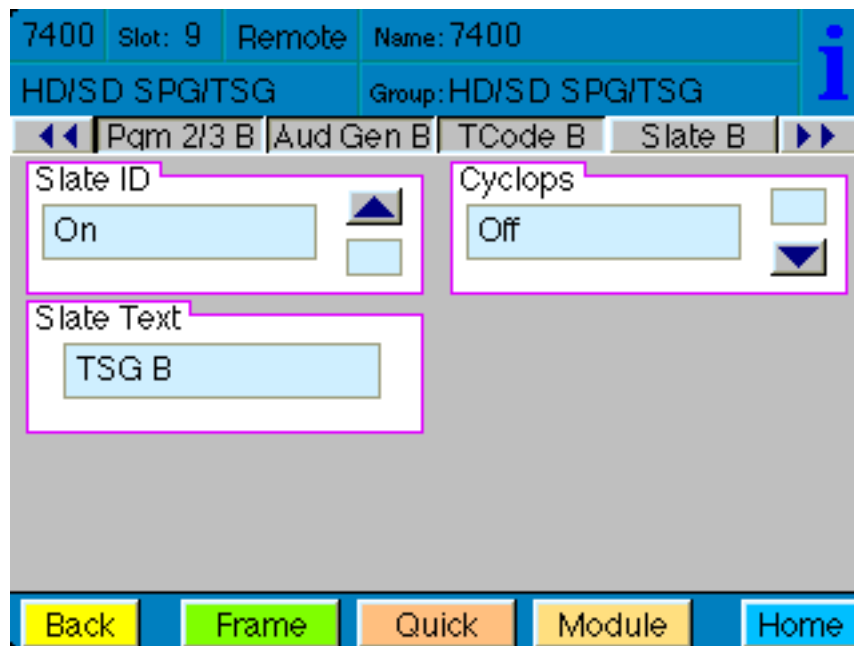 7400 Slot: 9 Remote Name: 7400
HD/SD SPG/TSG Group: HD/SD SPG/TSG
i
Pgm 2/3 B Aud Gen B TCode B Slate B
Slate ID
On
Cyclops
Off
Slate Text
TSG B
Back Frame Quick Module Home